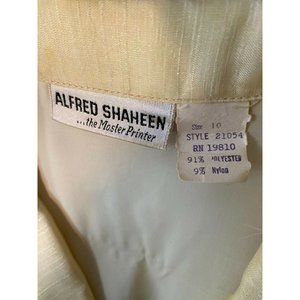 ALFRED SHAHEEN
...the Master Printer
Size 10
STYLE 21054
RN 19810
91% POLYESTER
9% Nylon